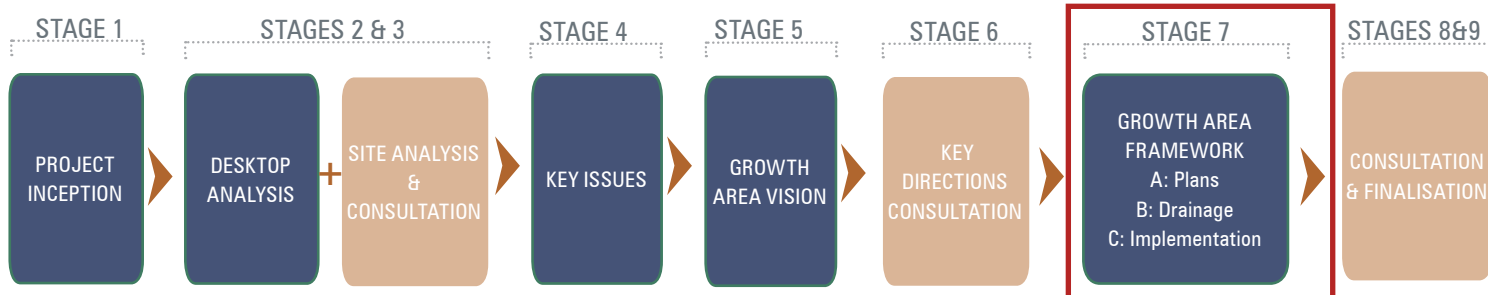 STAGE 1
STAGES 2 & 3
STAGE 4
STAGE 5
STAGE 6
STAGE 7
STAGES 8&9
PROJECT
INCEPTION
DESKTOP
ANALYSIS
+
SITE ANALYSIS
&
CONSULTATION
KEY ISSUES
GROWTH
AREA VISION
KEY
DIRECTIONS
CONSULTATION
GROWTH AREA
FRAMEWORK
A: Plans
B: Drainage
C: Implementation
CONSULTATION
& FINALISATION